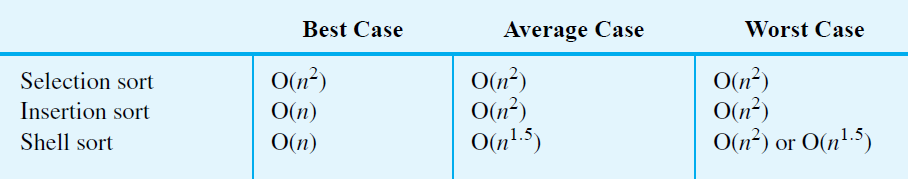 Best Case Average Case Worst Case
Selection sort O(n²) O(n²) O(n²)
Insertion sort O(n) O(n²) O(n²)
Shell sort O(n) O(n¹·⁵) O(n²) or O(n¹·⁵)